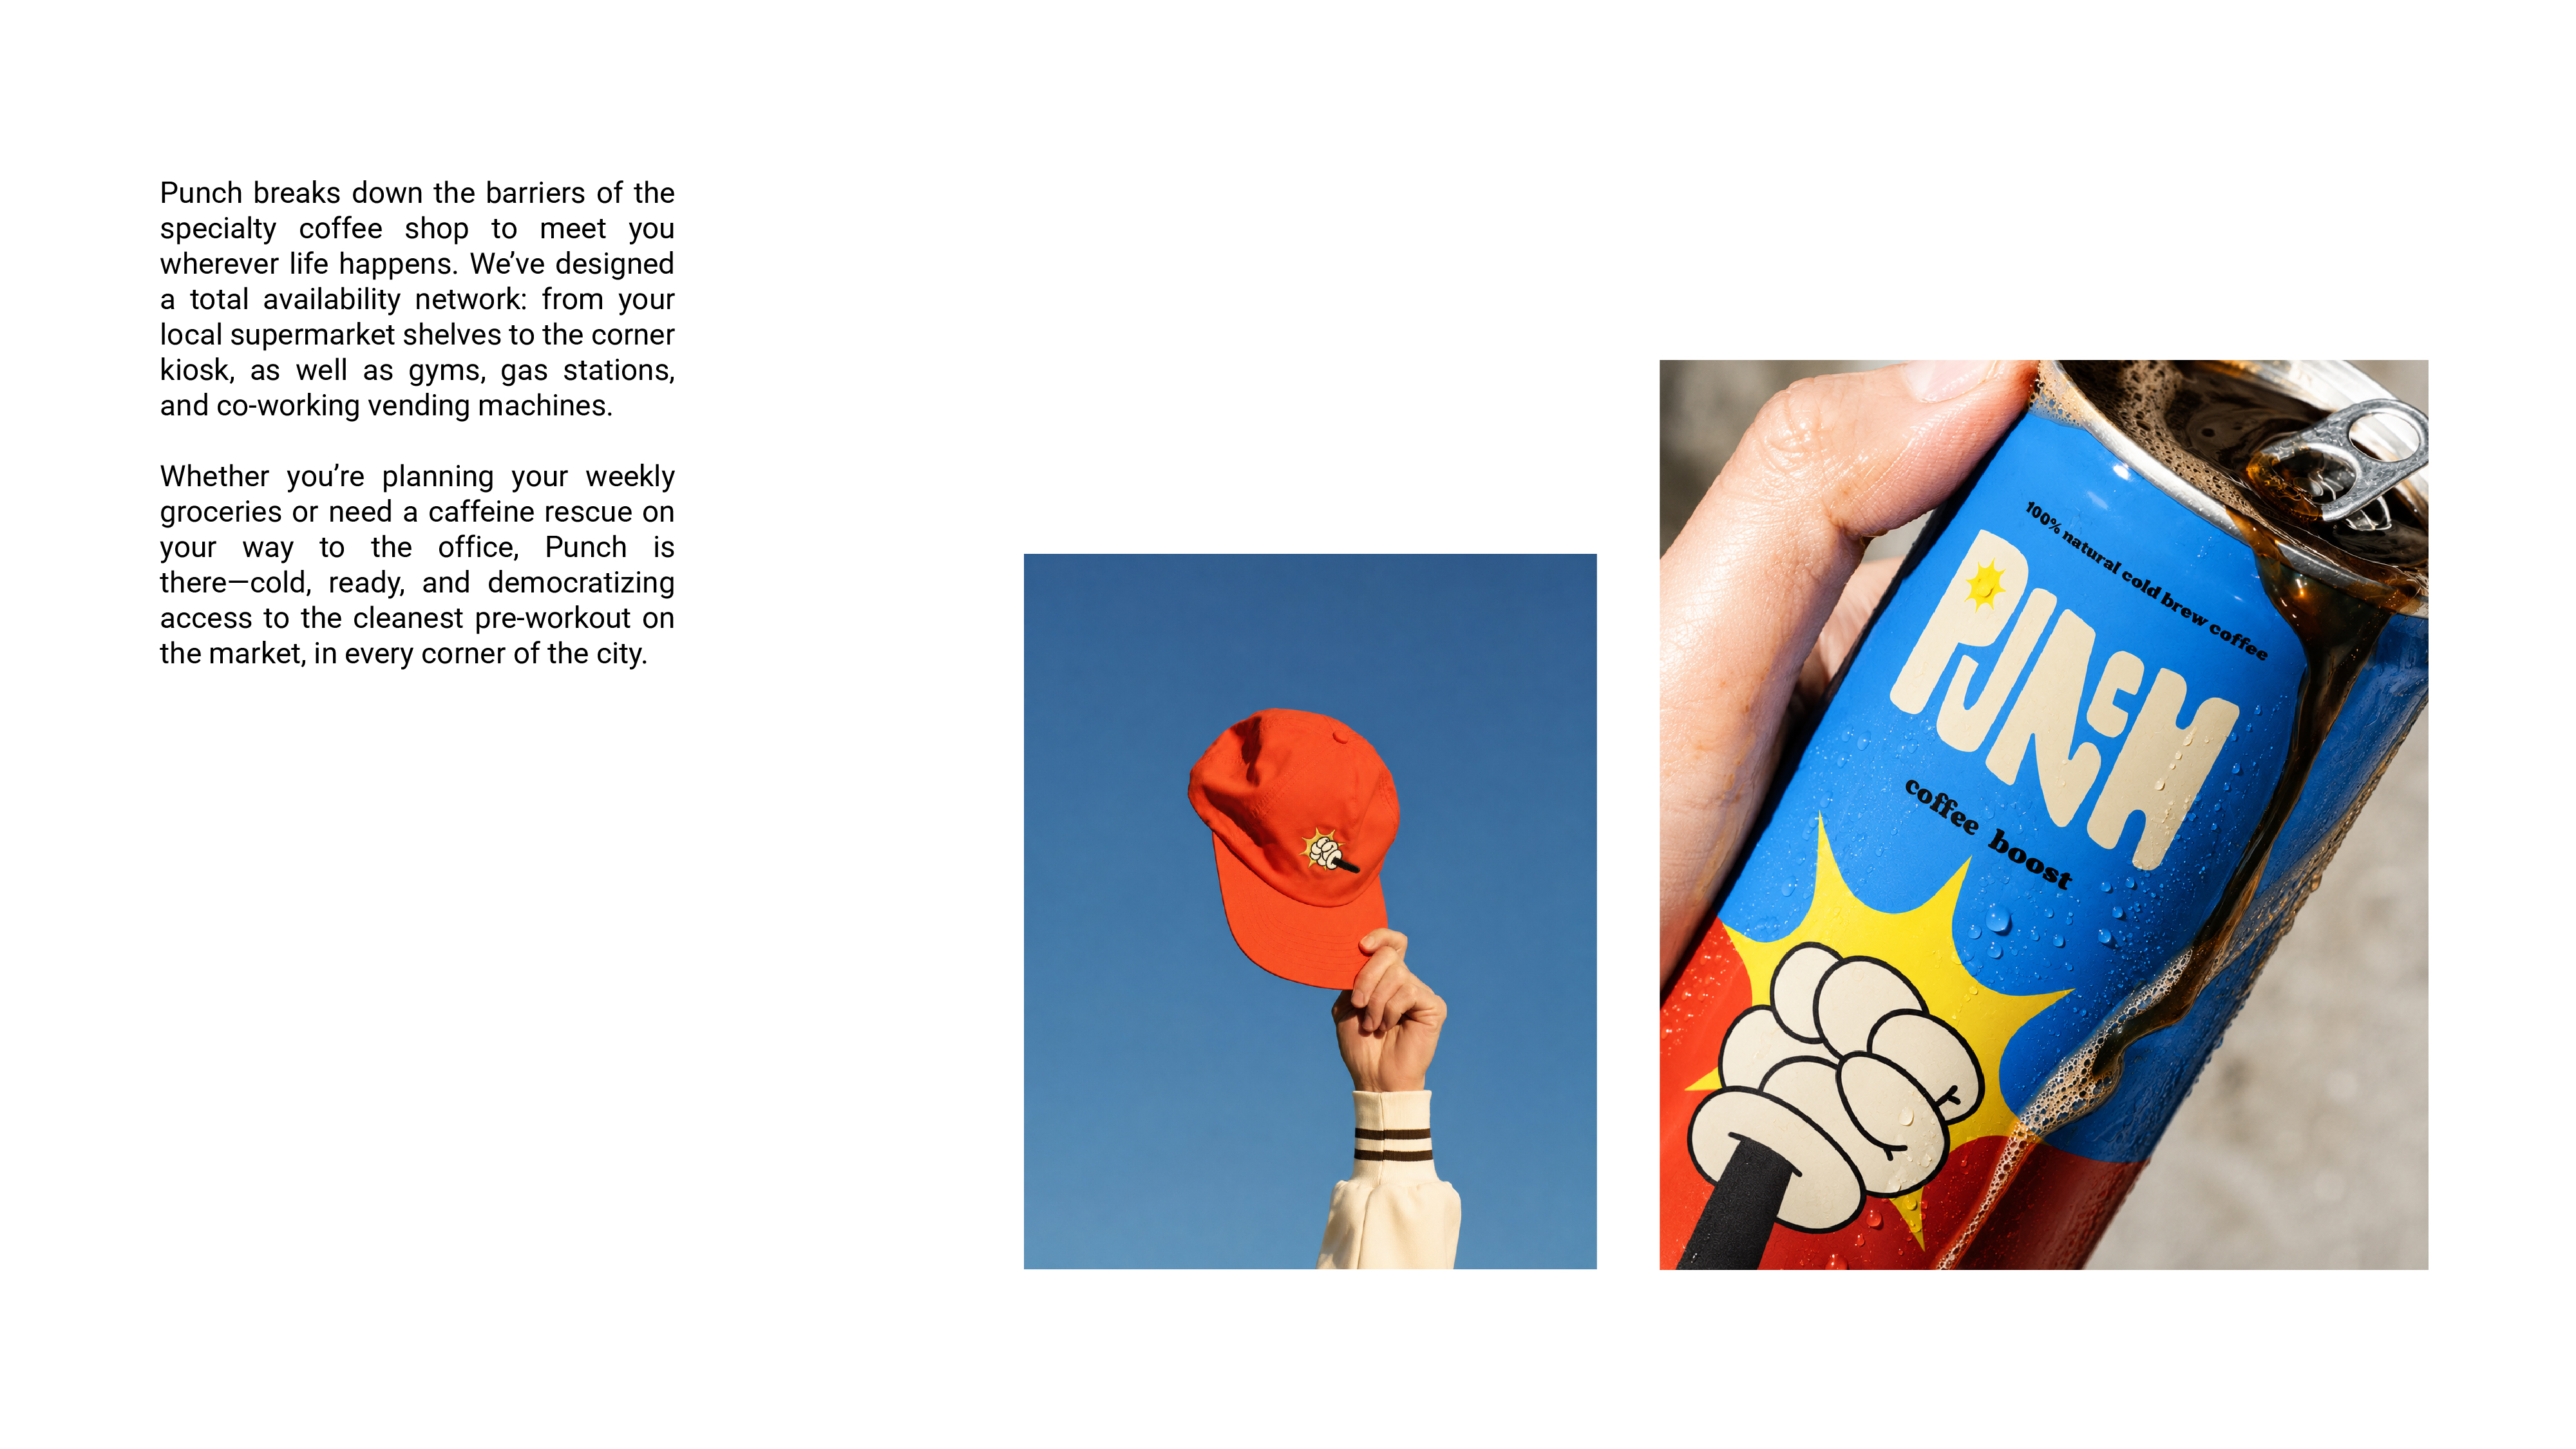 Punch breaks down the barriers of the
specialty coffee shop to meet you
wherever life happens. We’ve designed
a total availability network: from your
local supermarket shelves to the corner
kiosk, as well as gyms, gas stations,
and co-working vending machines.
Whether you’re planning your weekly
groceries or need a caffeine rescue on
your way to the office, Punch is
there—cold, ready, and democratizing
access to the cleanest pre-workout on
the market, in every corner of the city.
100% natural cold brew coffee
PUNCH
coffee boost